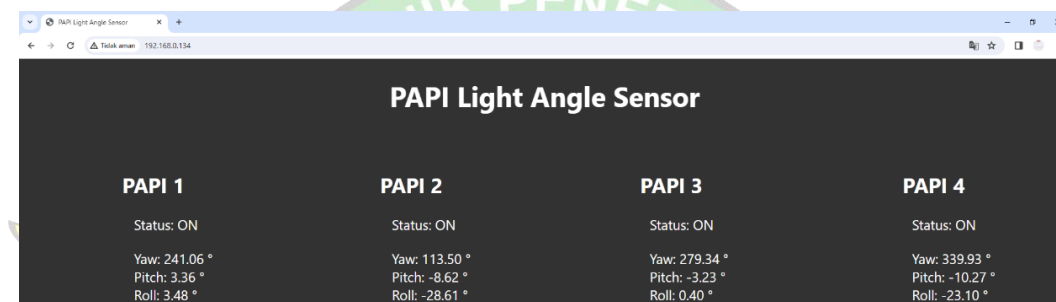 PAPI Light Angle Sensor
Tidak aman 192.168.0.134
PAPI Light Angle Sensor
PAPI 1 PAPI 2 PAPI 3 PAPI 4
Status: ON Status: ON Status: ON Status: ON
Yaw: 241.06 ° Yaw: 113.50 ° Yaw: 279.34 ° Yaw: 339.93 °
Pitch: 3.36 ° Pitch: -8.62 ° Pitch: -3.23 ° Pitch: -10.27 °
Roll: 3.48 ° Roll: -28.61 ° Roll: 0.40 ° Roll: -23.10 °